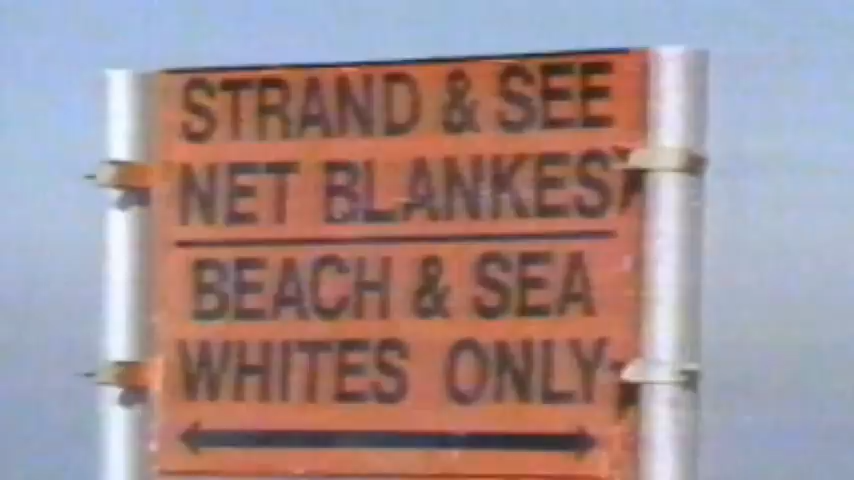 STRAND & SEE
NET BLANKES
BEACH & SEA
WHITES ONLY